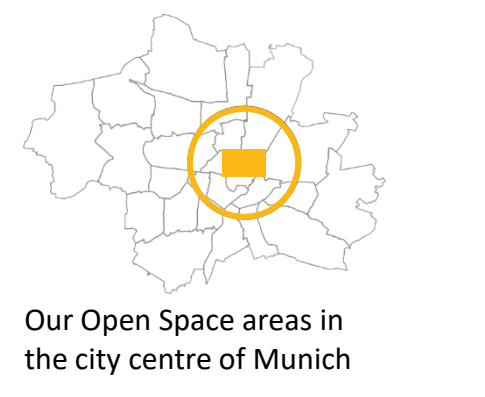 Our Open Space areas in
the city centre of Munich